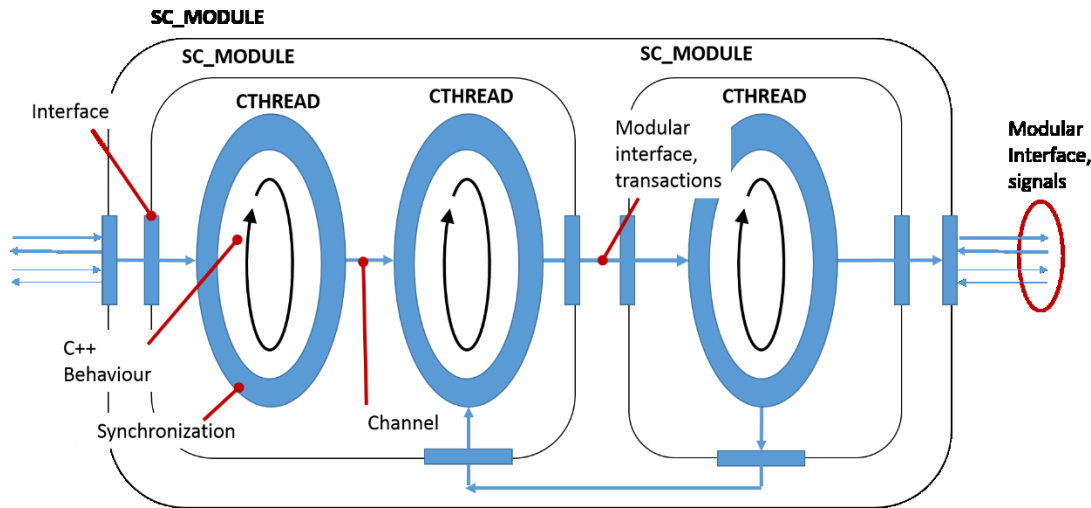 SC_MODULE
SC_MODULE
SC_MODULE
CTHREAD
CTHREAD
CTHREAD
Interface
Modular
interface,
transactions
Modular
Interface,
signals
C++
Behaviour
Synchronization
Channel